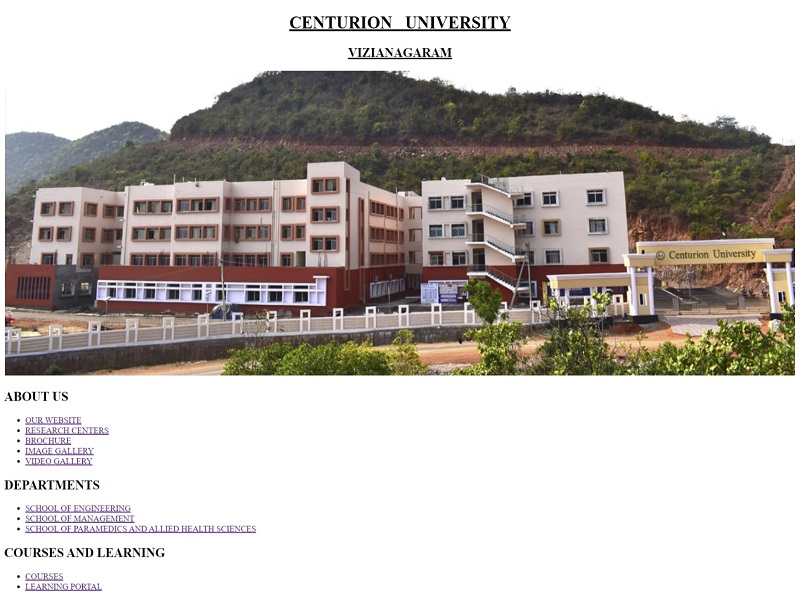 CENTURION UNIVERSITY
VIZIANAGARAM
Centurion University
ABOUT US
OUR WEBSITE
RESEARCH CENTERS
BROCHURE
IMAGE GALLERY
VIDEO GALLERY
DEPARTMENTS
SCHOOL OF ENGINEERING
SCHOOL OF MANAGEMENT
SCHOOL OF PARAMEDICS AND ALLIED HEALTH SCIENCES
COURSES AND LEARNING
COURSES
LEARNING PORTAL